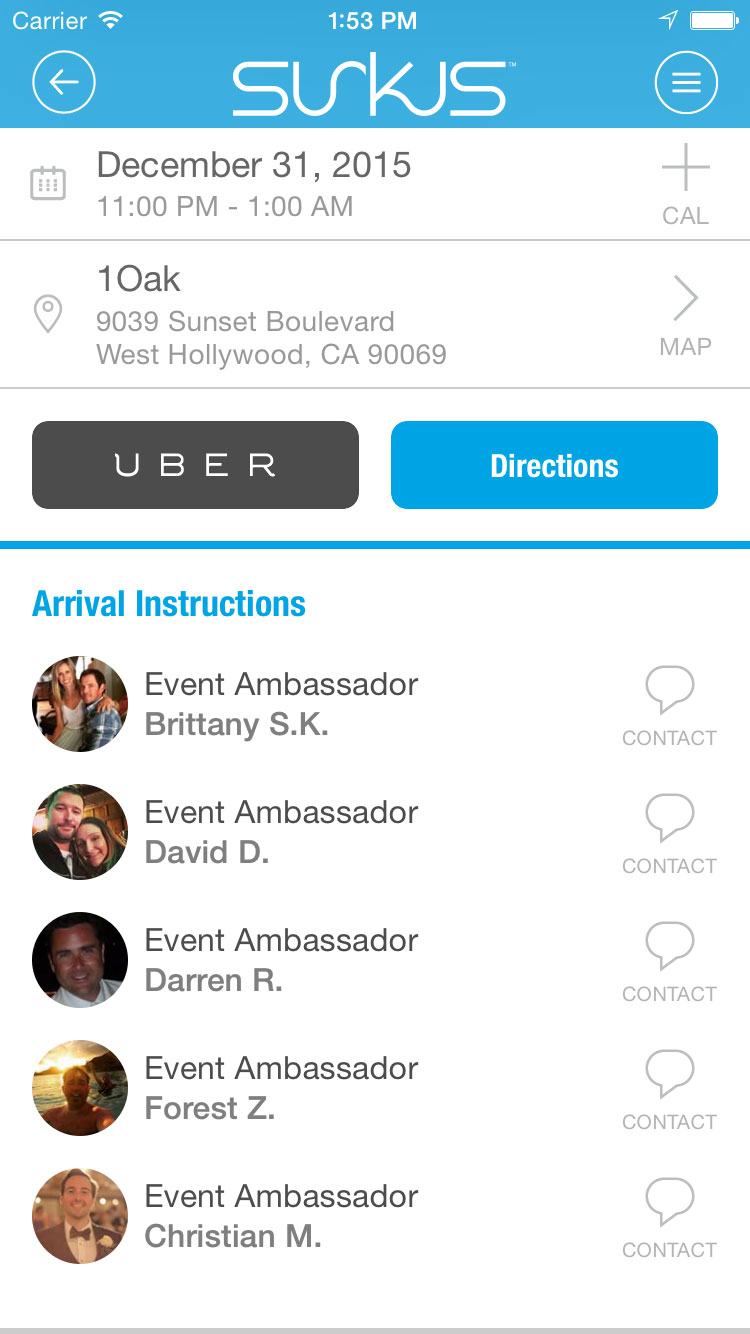 Carrier 1:53 PM
surkus™
December 31, 2015
11:00 PM - 1:00 AM
CAL
1Oak
9039 Sunset Boulevard
West Hollywood, CA 90069
MAP
UBER
Directions
Arrival Instructions
Event Ambassador
Brittany S.K.
CONTACT
Event Ambassador
David D.
CONTACT
Event Ambassador
Darren R.
CONTACT
Event Ambassador
Forest Z.
CONTACT
Event Ambassador
Christian M.
CONTACT